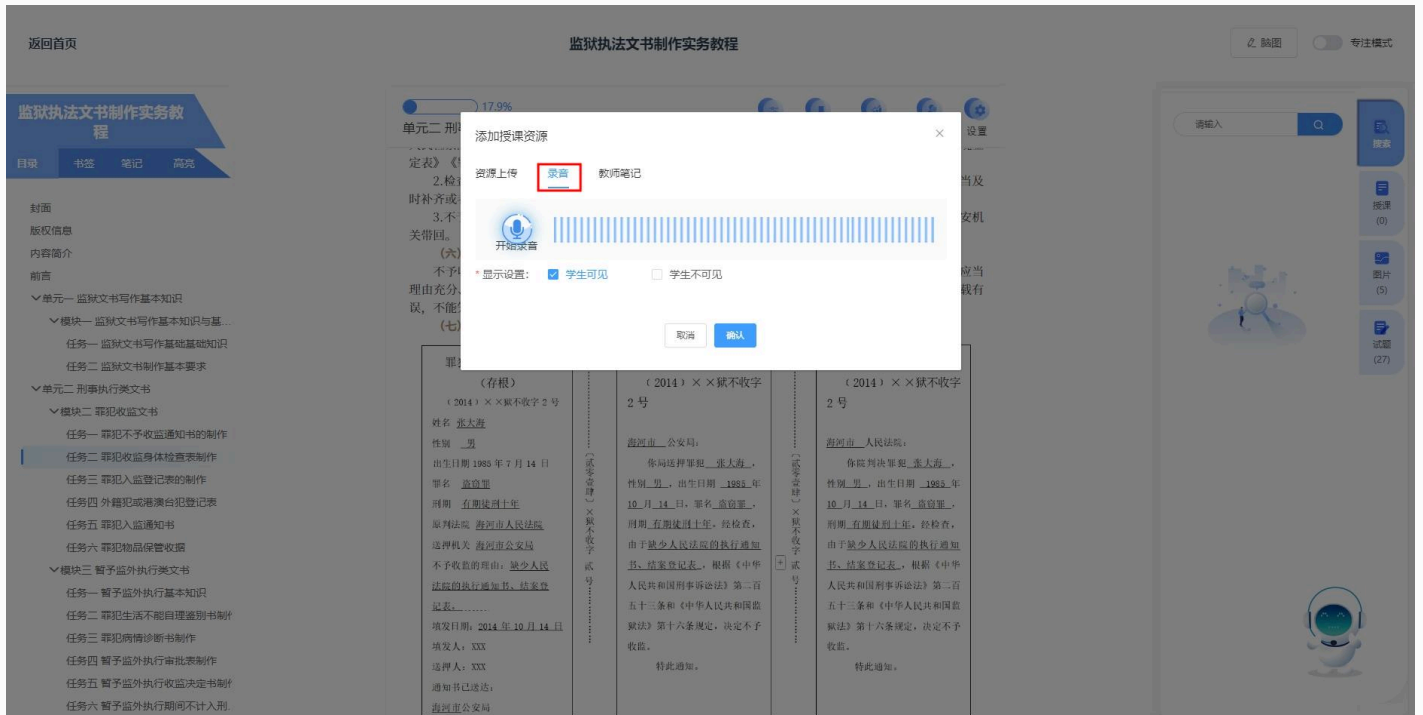 返回首页
监狱执法文书制作实务教程
脑图
专注模式
监狱执法文书制作实务教
程
目录 书签 笔记 高亮
封面
版权信息
内容简介
前言
单元一 监狱文书写作基本知识
模块一 监狱文书写作基本知识与基...
任务一 监狱文书写作基础基础知识
任务二 监狱文书制作基本要求
单元二 刑事执行类文书
模块二 罪犯收监文书
任务一 罪犯不予收监通知书的制作
任务二 罪犯收监身体检查表制作
任务三 罪犯入监登记表的制作
任务四 外籍犯或港澳台犯登记表
任务五 罪犯入监通知书
任务六 罪犯物品保管收据
模块三 暂予监外执行类文书
任务一 暂予监外执行基本知识
任务二 罪犯生活不能自理鉴别书制
任务三 罪犯病情诊断书制作
任务四 暂予监外执行审批表制作
任务五 暂予监外执行收监决定书制
任务六 暂予监外执行期间不计入刑.
17.9%
单元二 刑
设置
定表》《
2.检
当及
时补齐或
3.不
安机
关带回。
(六)
不予
应当
理由充分
载有
误，不能
(七)
添加授课资源
资源上传 录音 教师笔记
开始录音
* 显示设置： 学生可见 学生不可见
取消 确认
（存根）
（2014）××狱不收字 2 号
姓名 张大海
性别 男
出生日期 1985 年 7 月 14 日
罪名 盗窃罪
刑期 有期徒刑十年
原判法院 海河市人民法院
送押机关 海河市公安局
不予收监的理由：缺少人民
法院的执行通知书、结案登
记表。
填发日期：2014 年 10 月 14 日
填发人：XXX
送押人：XXX
通知书已送达：
海河市公安局
（贰零壹肆）×狱不收字 贰 号
（2014）××狱不收字
2 号
海河市 公安局：
你局送押罪犯 张大海，
性别 男，出生日期 1985 年
10 月 14 日，罪名 盗窃罪，
刑期 有期徒刑十年，经检查，
由于缺少人民法院的执行通知
书、结案登记表，根据《中华
人民共和国刑事诉讼法》第二百
五十三条和《中华人民共和国监
狱法》第十六条规定，决定不予
收监。
特此通知。
（贰零壹肆）×狱不收字 贰 号
（2014）××狱不收字
2 号
海河市 人民法院：
你院判决罪犯 张大海，
性别 男，出生日期 1985 年
10 月 14 日，罪名 盗窃罪，
刑期 有期徒刑十年，经检查，
由于缺少人民法院的执行通知
书、结案登记表，根据《中华
人民共和国刑事诉讼法》第二百
五十三条和《中华人民共和国监
狱法》第十六条规定，决定不予
收监。
特此通知。
请输入
搜索
授课
(0)
图片
(5)
试题
(27)